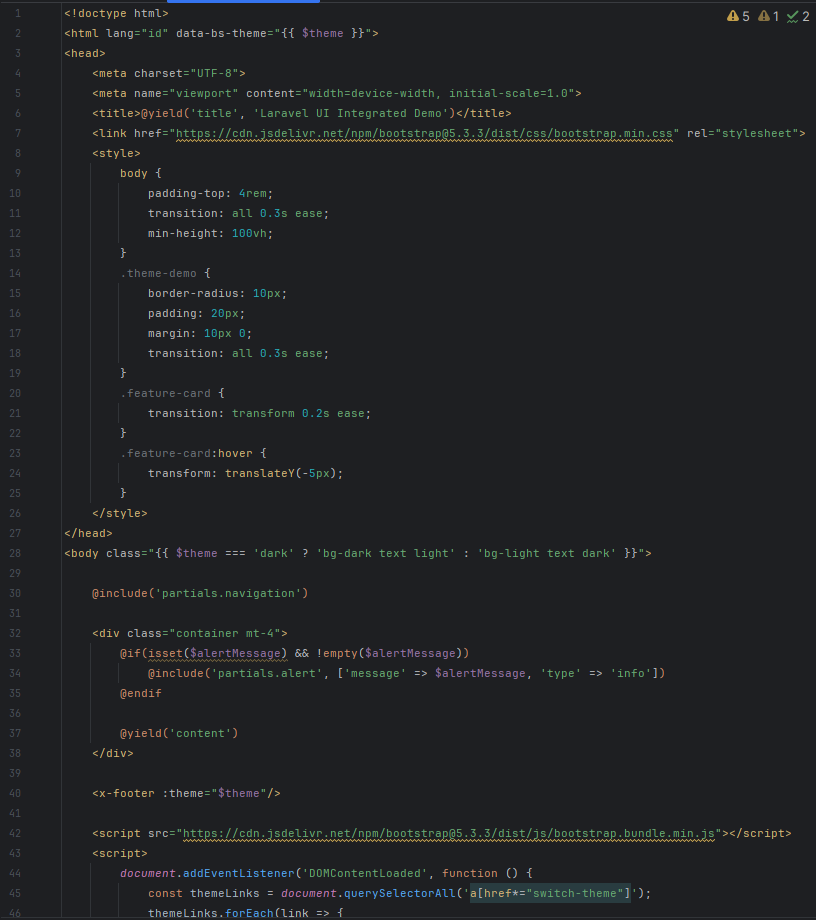 5 1 2
1 <!doctype html>
2 <html lang="id" data-bs-theme="{{ $theme }}">
3 <head>
4 <meta charset="UTF-8">
5 <meta name="viewport" content="width=device-width, initial-scale=1.0">
6 <title>@yield('title', 'Laravel UI Integrated Demo')</title>
7 <link href="https://cdn.jsdelivr.net/npm/bootstrap@5.3.3/dist/css/bootstrap.min.css" rel="stylesheet">
8 <style>
9 body {
10 padding-top: 4rem;
11 transition: all 0.3s ease;
12 min-height: 100vh;
13 }
14 .theme-demo {
15 border-radius: 10px;
16 padding: 20px;
17 margin: 10px 0;
18 transition: all 0.3s ease;
19 }
20 .feature-card {
21 transition: transform 0.2s ease;
22 }
23 .feature-card:hover {
24 transform: translateY(-5px);
25 }
26 </style>
27 </head>
28 <body class="{{ $theme === 'dark' ? 'bg-dark text light' : 'bg-light text dark' }}">
29
30 @include('partials.navigation')
31
32 <div class="container mt-4">
33 @if(isset($alertMessage) && !empty($alertMessage))
34 @include('partials.alert', ['message' => $alertMessage, 'type' => 'info'])
35 @endif
36
37 @yield('content')
38 </div>
39
40 <x-footer :theme="$theme"/>
41
42 <script src="https://cdn.jsdelivr.net/npm/bootstrap@5.3.3/dist/js/bootstrap.bundle.min.js"></script>
43 <script>
44 document.addEventListener('DOMContentLoaded', function () {
45 const themeLinks = document.querySelectorAll('a[href*="switch-theme"]');
46 themeLinks.forEach(link => {